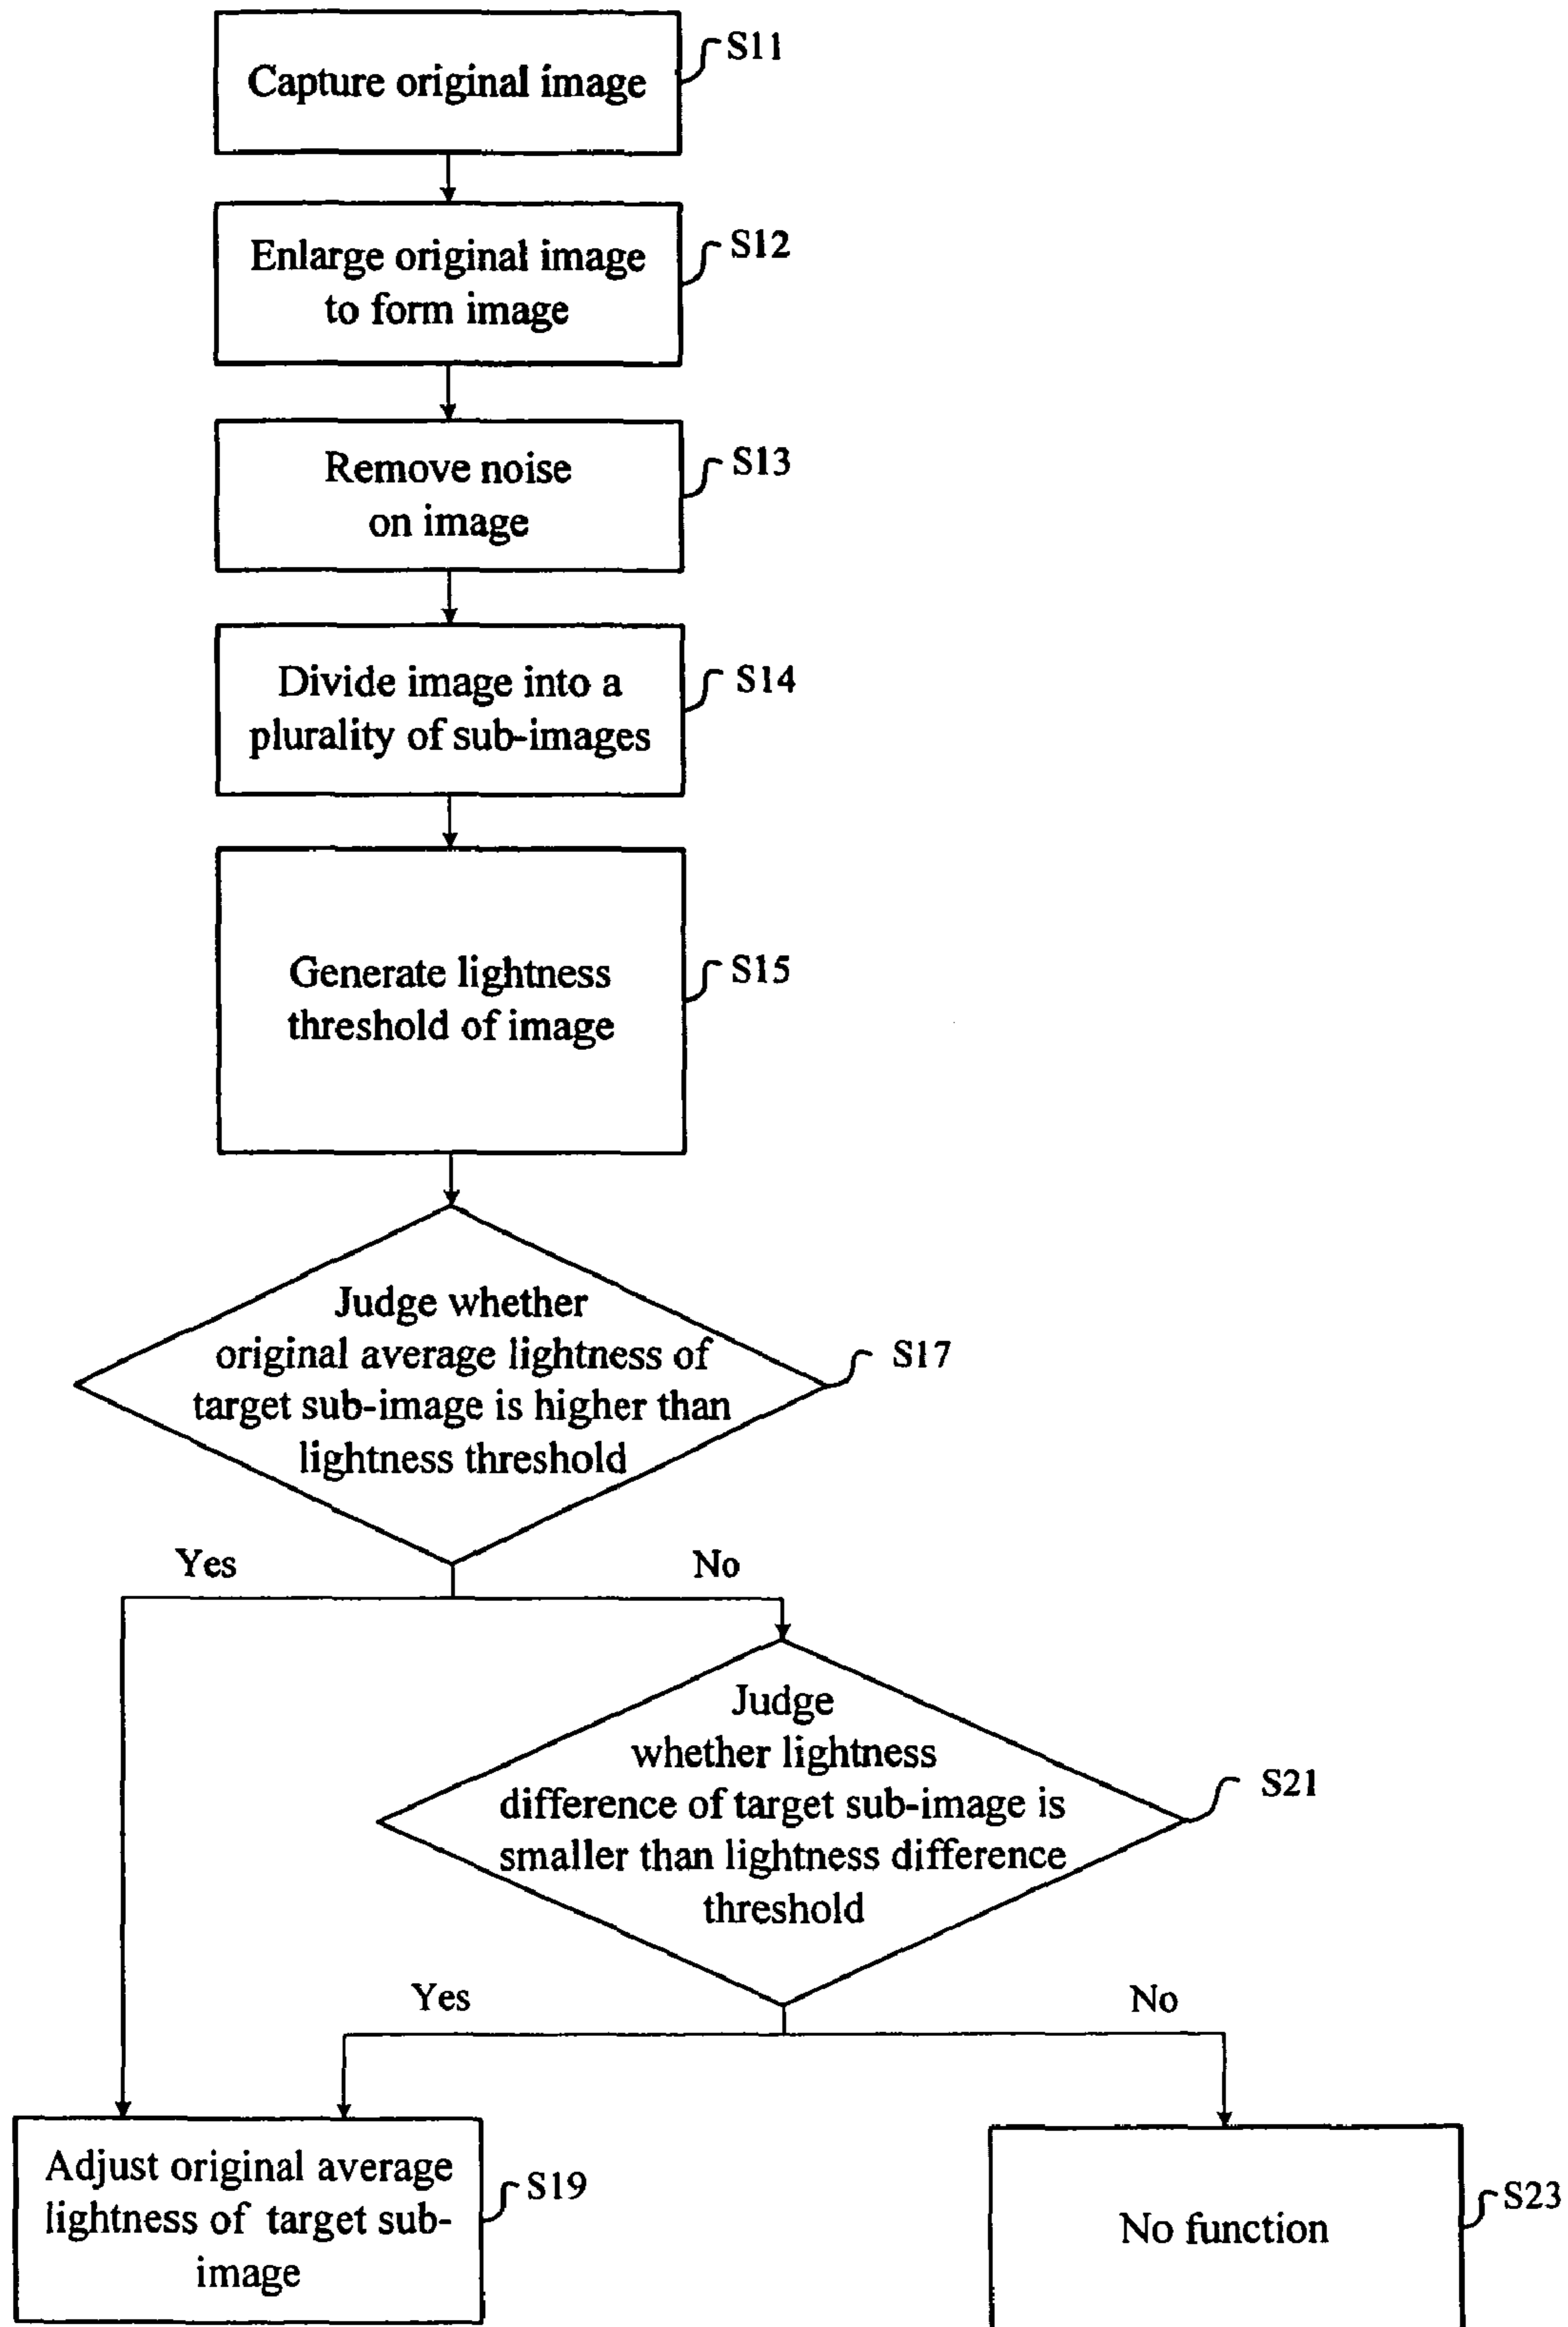 Capture original image
S11
Enlarge original image
to form image
S12
Remove noise
on image
S13
Divide image into a
plurality of sub-images
S14
Generate lightness
threshold of image
S15
Judge whether
original average lightness of
target sub-image is higher than
lightness threshold
S17
Yes
No
Judge
whether lightness
difference of target sub-image is
smaller than lightness difference
threshold
S21
Yes
No
Adjust original average
lightness of target sub-
image
S19
No function
S23